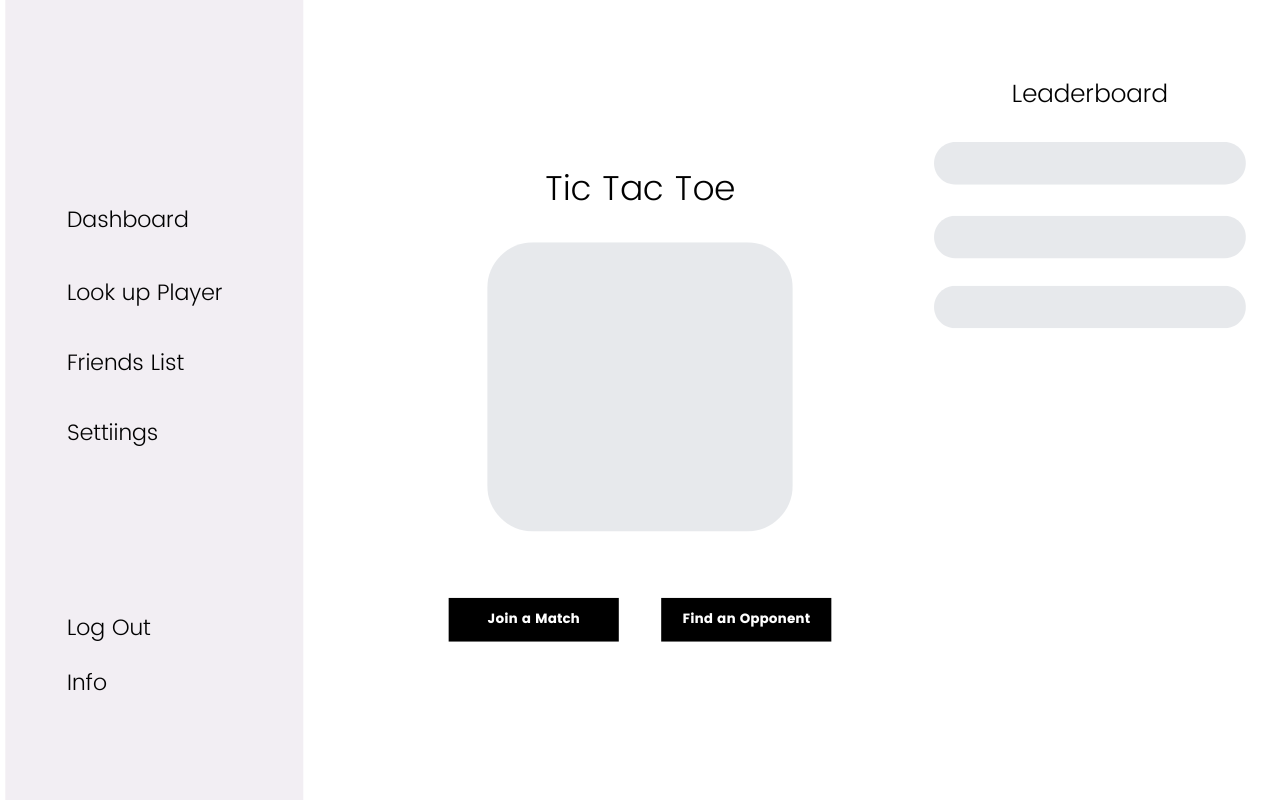 Dashboard
Look up Player
Friends List
Settiings
Log Out
Info
Tic Tac Toe
Join a Match
Find an Opponent
Leaderboard